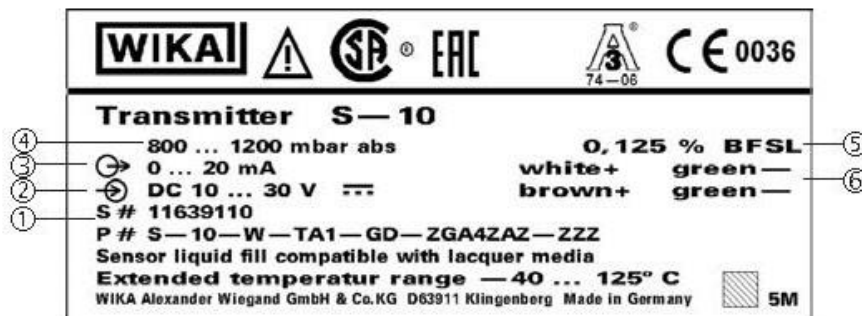 WIKA SA ® EAC 3 ® 74—06 CE 0036
Transmitter S—10
④ 800 ... 1200 mbar abs 0,125 % BFSL ⑤
③ 0 ... 20 mA white+ green—
② DC 10 ... 30 V brown+ green— ⑥
① S # 11639110
P # S—10—W—TA1—GD—ZGA4ZAZ—ZZZ
Sensor liquid fill compatible with lacquer media
Extended temperatur range —40 ... 125° C
WIKA Alexander Wiegand GmbH & Co.KG D63911 Klingenberg Made in Germany 5M